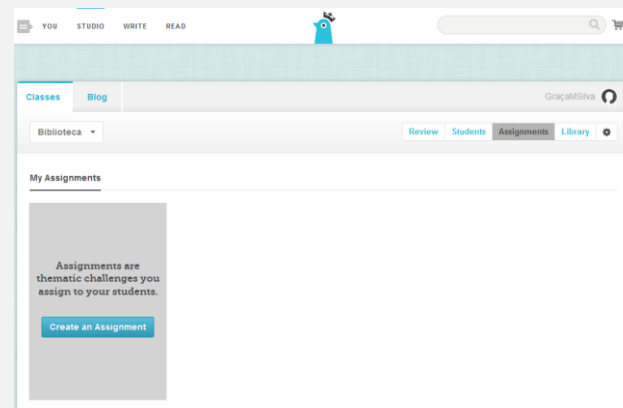 YOU STUDIO WRITE READ
Classes Blog GraçaMSilva
Biblioteca Review Students Assignments Library
My Assignments
Assignments are
thematic challenges you
assign to your students.
Create an Assignment